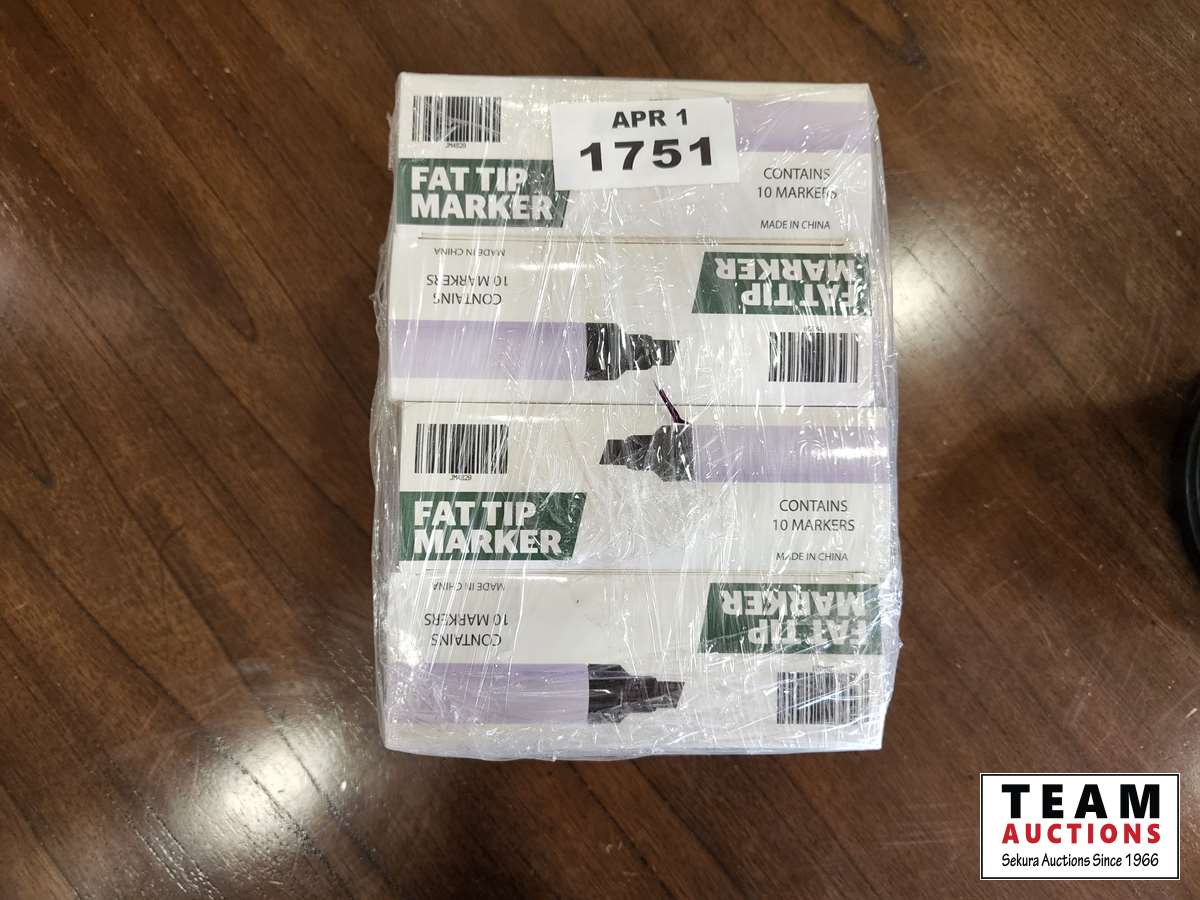 APR 1
1751
JM4820
FAT TIP
MARKER
CONTAINS
10 MARKERS
MADE IN CHINA
MADE IN CHINA
10 MARKERS
CONTAINS
FAT TIP
MARKER
JM4820
FAT TIP
MARKER
CONTAINS
10 MARKERS
MADE IN CHINA
MADE IN CHINA
10 MARKERS
CONTAINS
FAT TIP
MARKER
TEAM
AUCTIONS
Sekura Auctions Since 1966